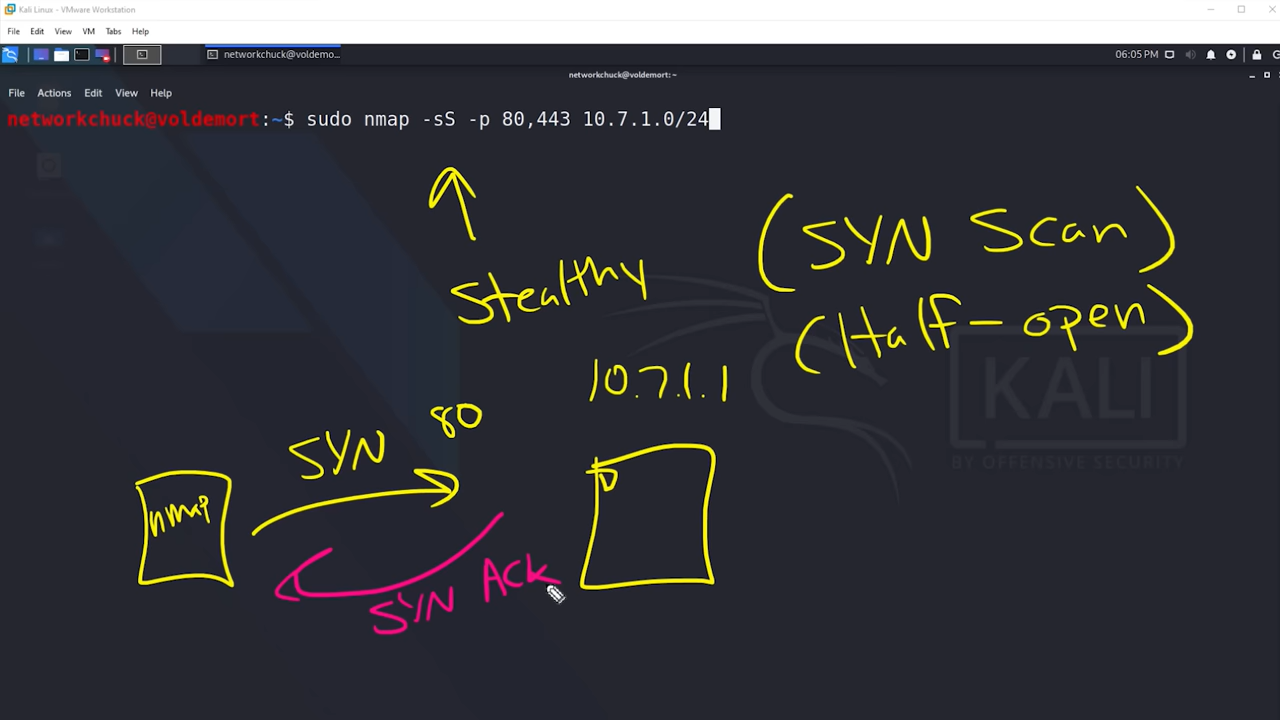 Kali Linux - VMware Workstation
File Edit View VM Tabs Help
networkchuck@voldemo...
06:05 PM
networkchuck@voldemort: ~
File Actions Edit View Help
networkchuck@voldemort:~$ sudo nmap -sS -p 80,443 10.7.1.0/24
Stealthy
(SYN Scan)
(Half-open)
10.7.1.1
SYN 80
nmap
SYN ACK
KALI
BY OFFENSIVE SECURITY